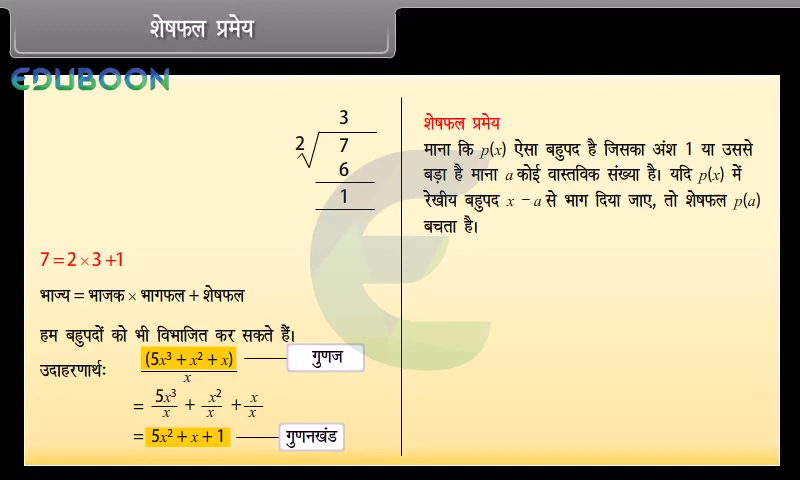 शेषफल प्रमेय
EDUBOON
3
2 7
6
1
7 = 2 × 3 + 1
भाज्य = भाजक × भागफल + शेषफल
हम बहुपदों को भी विभाजित कर सकते हैं।
उदाहरणार्थः (5x³ + x² + x)/x गुणज
= 5x³/x + x²/x + x/x
= 5x² + x + 1 गुणनखंड
शेषफल प्रमेय
माना कि p(x) ऐसा बहुपद है जिसका अंश 1 या उससे
बड़ा है माना a कोई वास्तविक संख्या है। यदि p(x) में
रेखीय बहुपद x - a से भाग दिया जाए, तो शेषफल p(a)
बचता है।